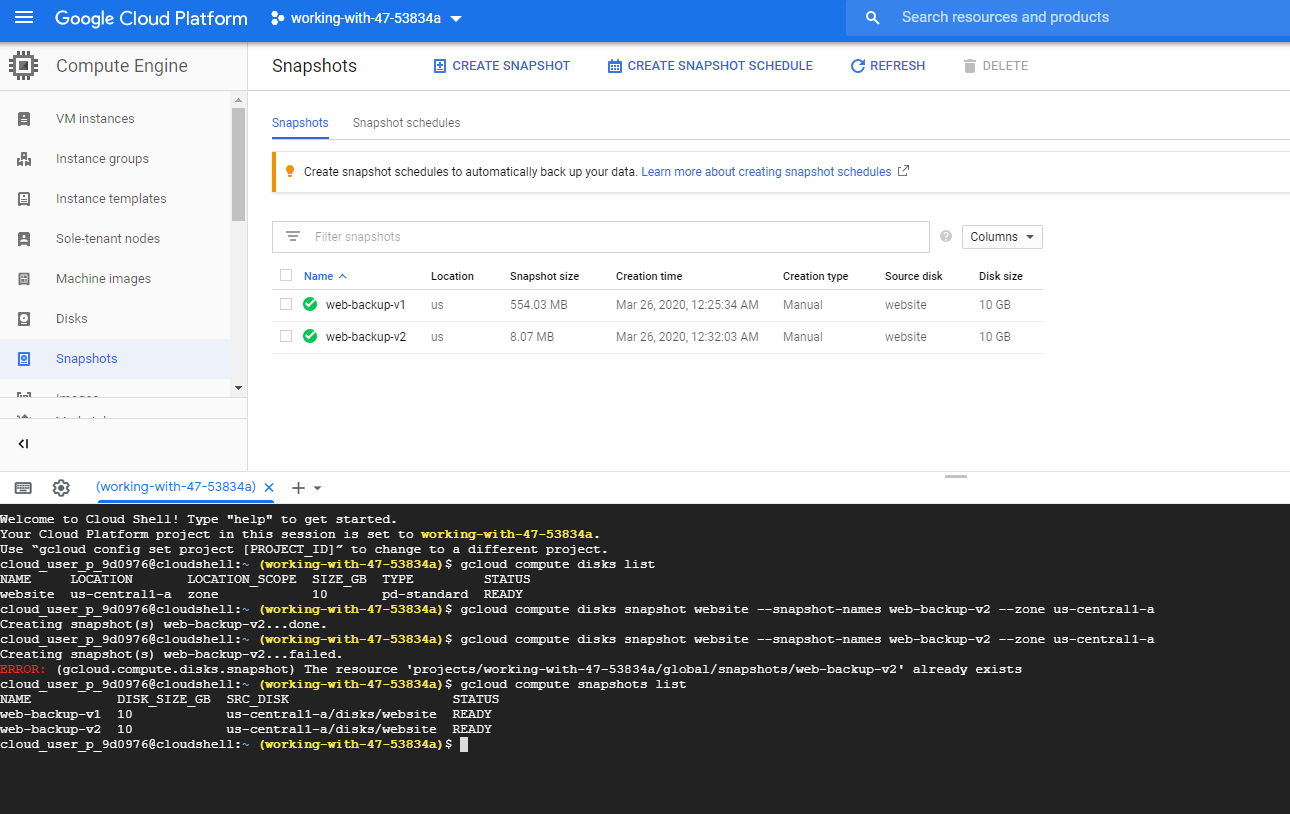 Google Cloud Platform working-with-47-53834a Search resources and products
Compute Engine
Snapshots CREATE SNAPSHOT CREATE SNAPSHOT SCHEDULE REFRESH DELETE
VM instances
Instance groups
Instance templates
Sole-tenant nodes
Machine images
Disks
Snapshots
Images
Snapshots Snapshot schedules
Create snapshot schedules to automatically back up your data. Learn more about creating snapshot schedules
Filter snapshots Columns
Name Location Snapshot size Creation time Creation type Source disk Disk size
web-backup-v1 us 554.03 MB Mar 26, 2020, 12:25:34 AM Manual website 10 GB
web-backup-v2 us 8.07 MB Mar 26, 2020, 12:32:03 AM Manual website 10 GB
(working-with-47-53834a)
Welcome to Cloud Shell! Type "help" to get started.
Your Cloud Platform project in this session is set to working-with-47-53834a.
Use “gcloud config set project [PROJECT_ID]” to change to a different project.
cloud_user_p_9d0976@cloudshell:~ (working-with-47-53834a)$ gcloud compute disks list
NAME LOCATION LOCATION_SCOPE SIZE_GB TYPE STATUS
website us-central1-a zone 10 pd-standard READY
cloud_user_p_9d0976@cloudshell:~ (working-with-47-53834a)$ gcloud compute disks snapshot website --snapshot-names web-backup-v2 --zone us-central1-a
Creating snapshot(s) web-backup-v2...done.
cloud_user_p_9d0976@cloudshell:~ (working-with-47-53834a)$ gcloud compute disks snapshot website --snapshot-names web-backup-v2 --zone us-central1-a
Creating snapshot(s) web-backup-v2...failed.
ERROR: (gcloud.compute.disks.snapshot) The resource 'projects/working-with-47-53834a/global/snapshots/web-backup-v2' already exists
cloud_user_p_9d0976@cloudshell:~ (working-with-47-53834a)$ gcloud compute snapshots list
NAME DISK_SIZE_GB SRC_DISK STATUS
web-backup-v1 10 us-central1-a/disks/website READY
web-backup-v2 10 us-central1-a/disks/website READY
cloud_user_p_9d0976@cloudshell:~ (working-with-47-53834a)$